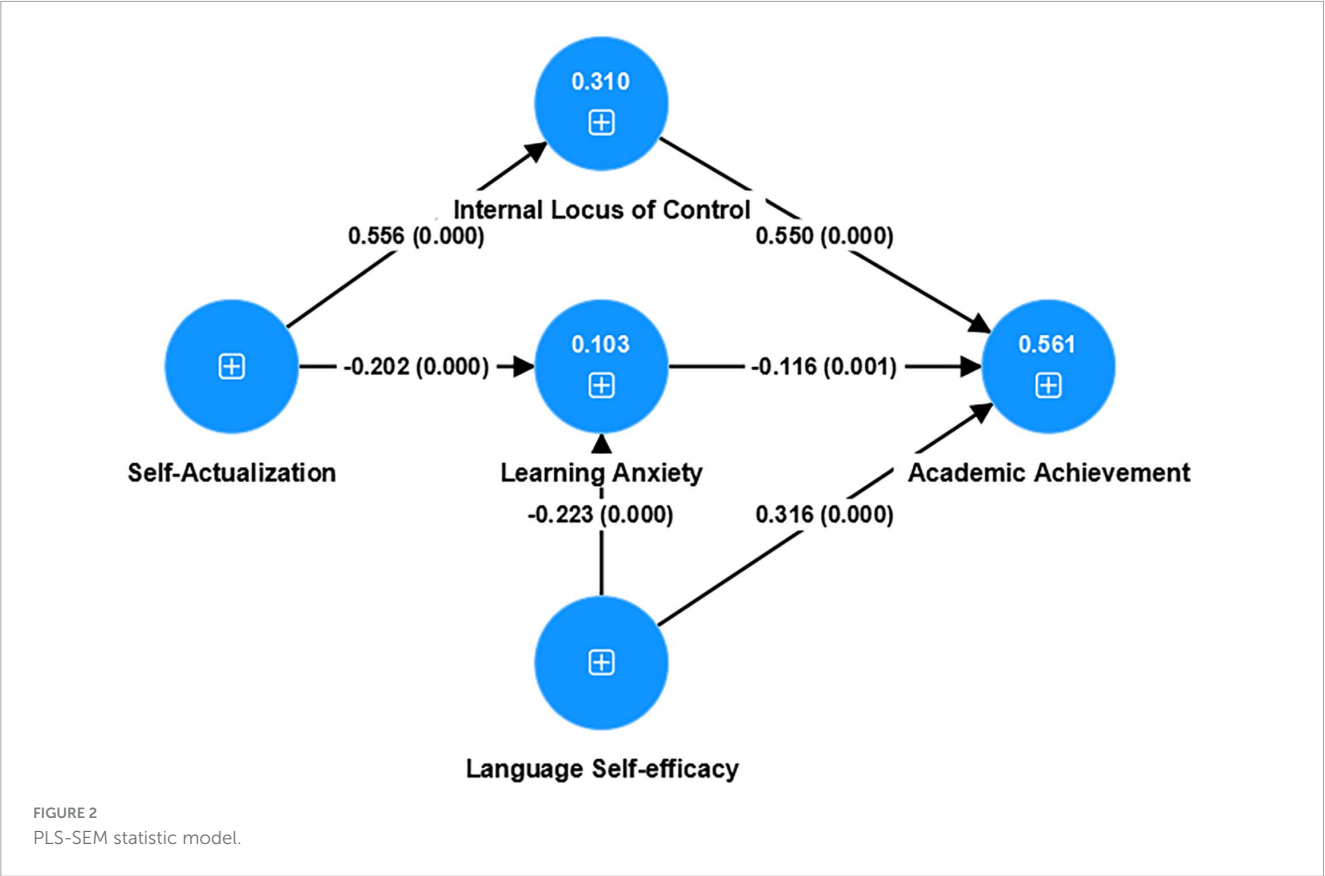 0.310
Internal Locus of Control
0.556 (0.000)
0.550 (0.000)
0.103
0.561
-0.202 (0.000)
-0.116 (0.001)
Self-Actualization
Learning Anxiety
Academic Achievement
-0.223 (0.000)
0.316 (0.000)
Language Self-efficacy
FIGURE 2
PLS-SEM statistic model.